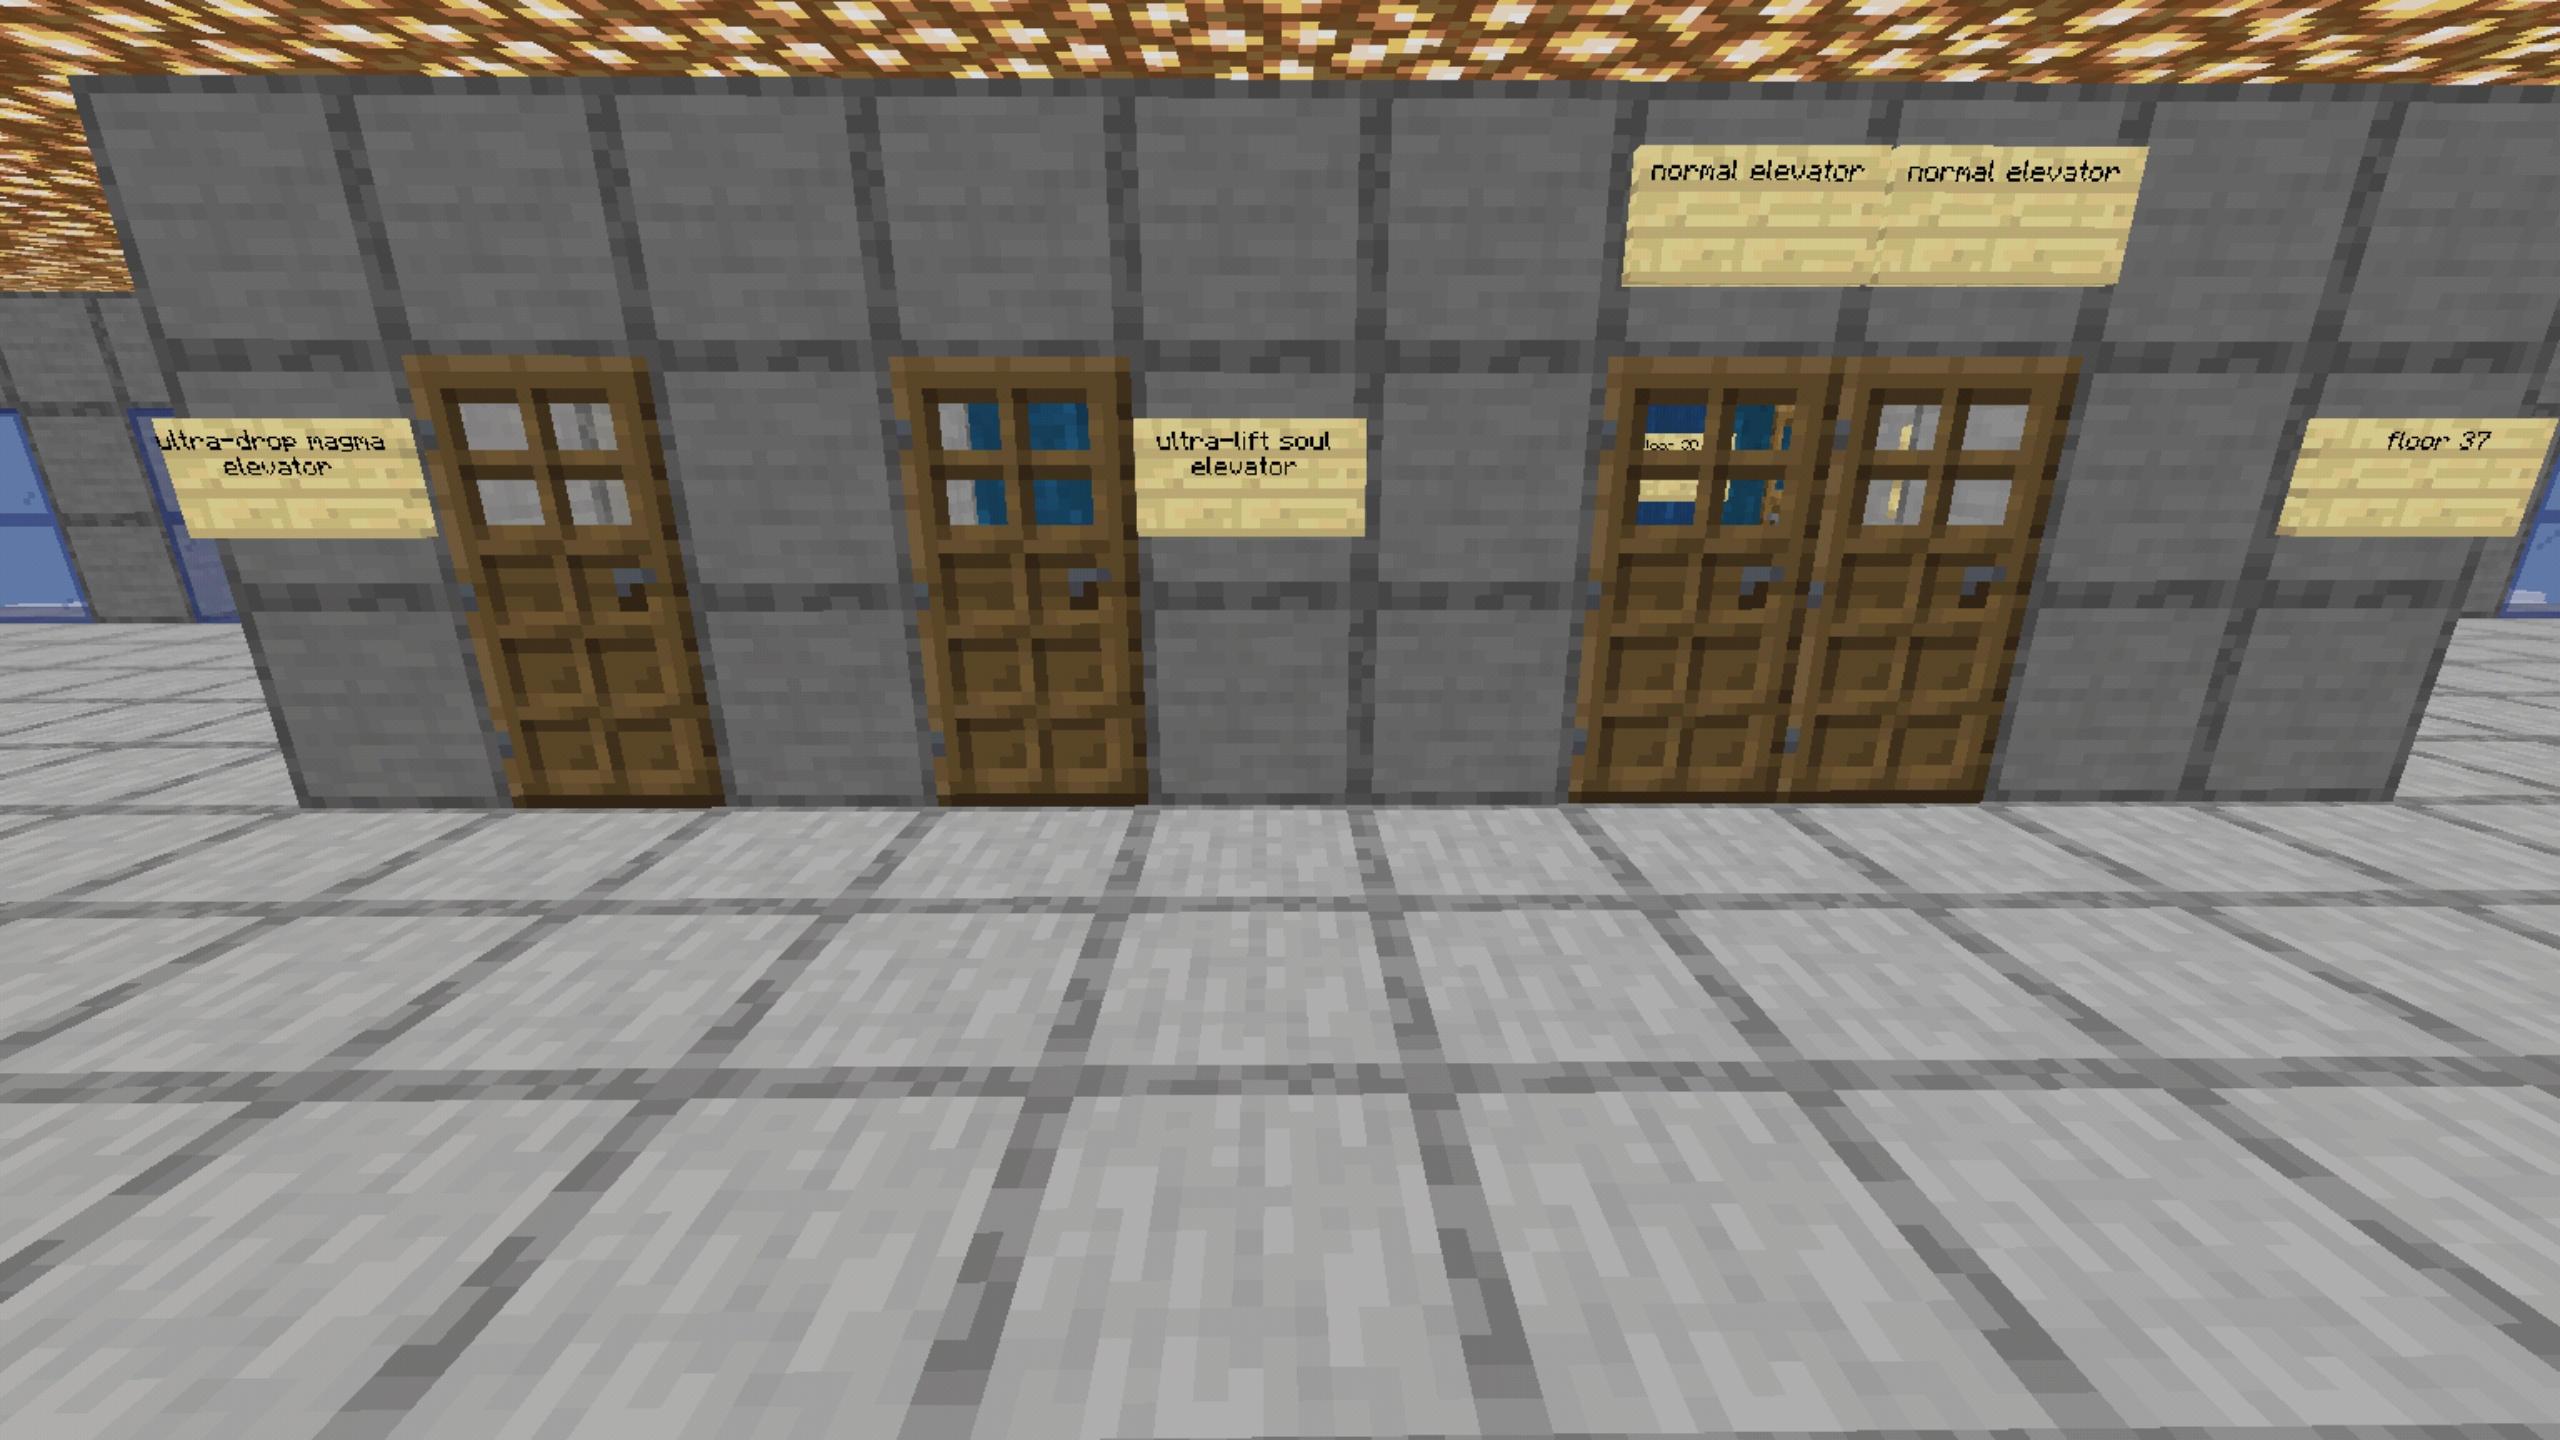 normal elevator
normal elevator
ultra-drop magma
elevator
ultra-lift soul
elevator
floor 37